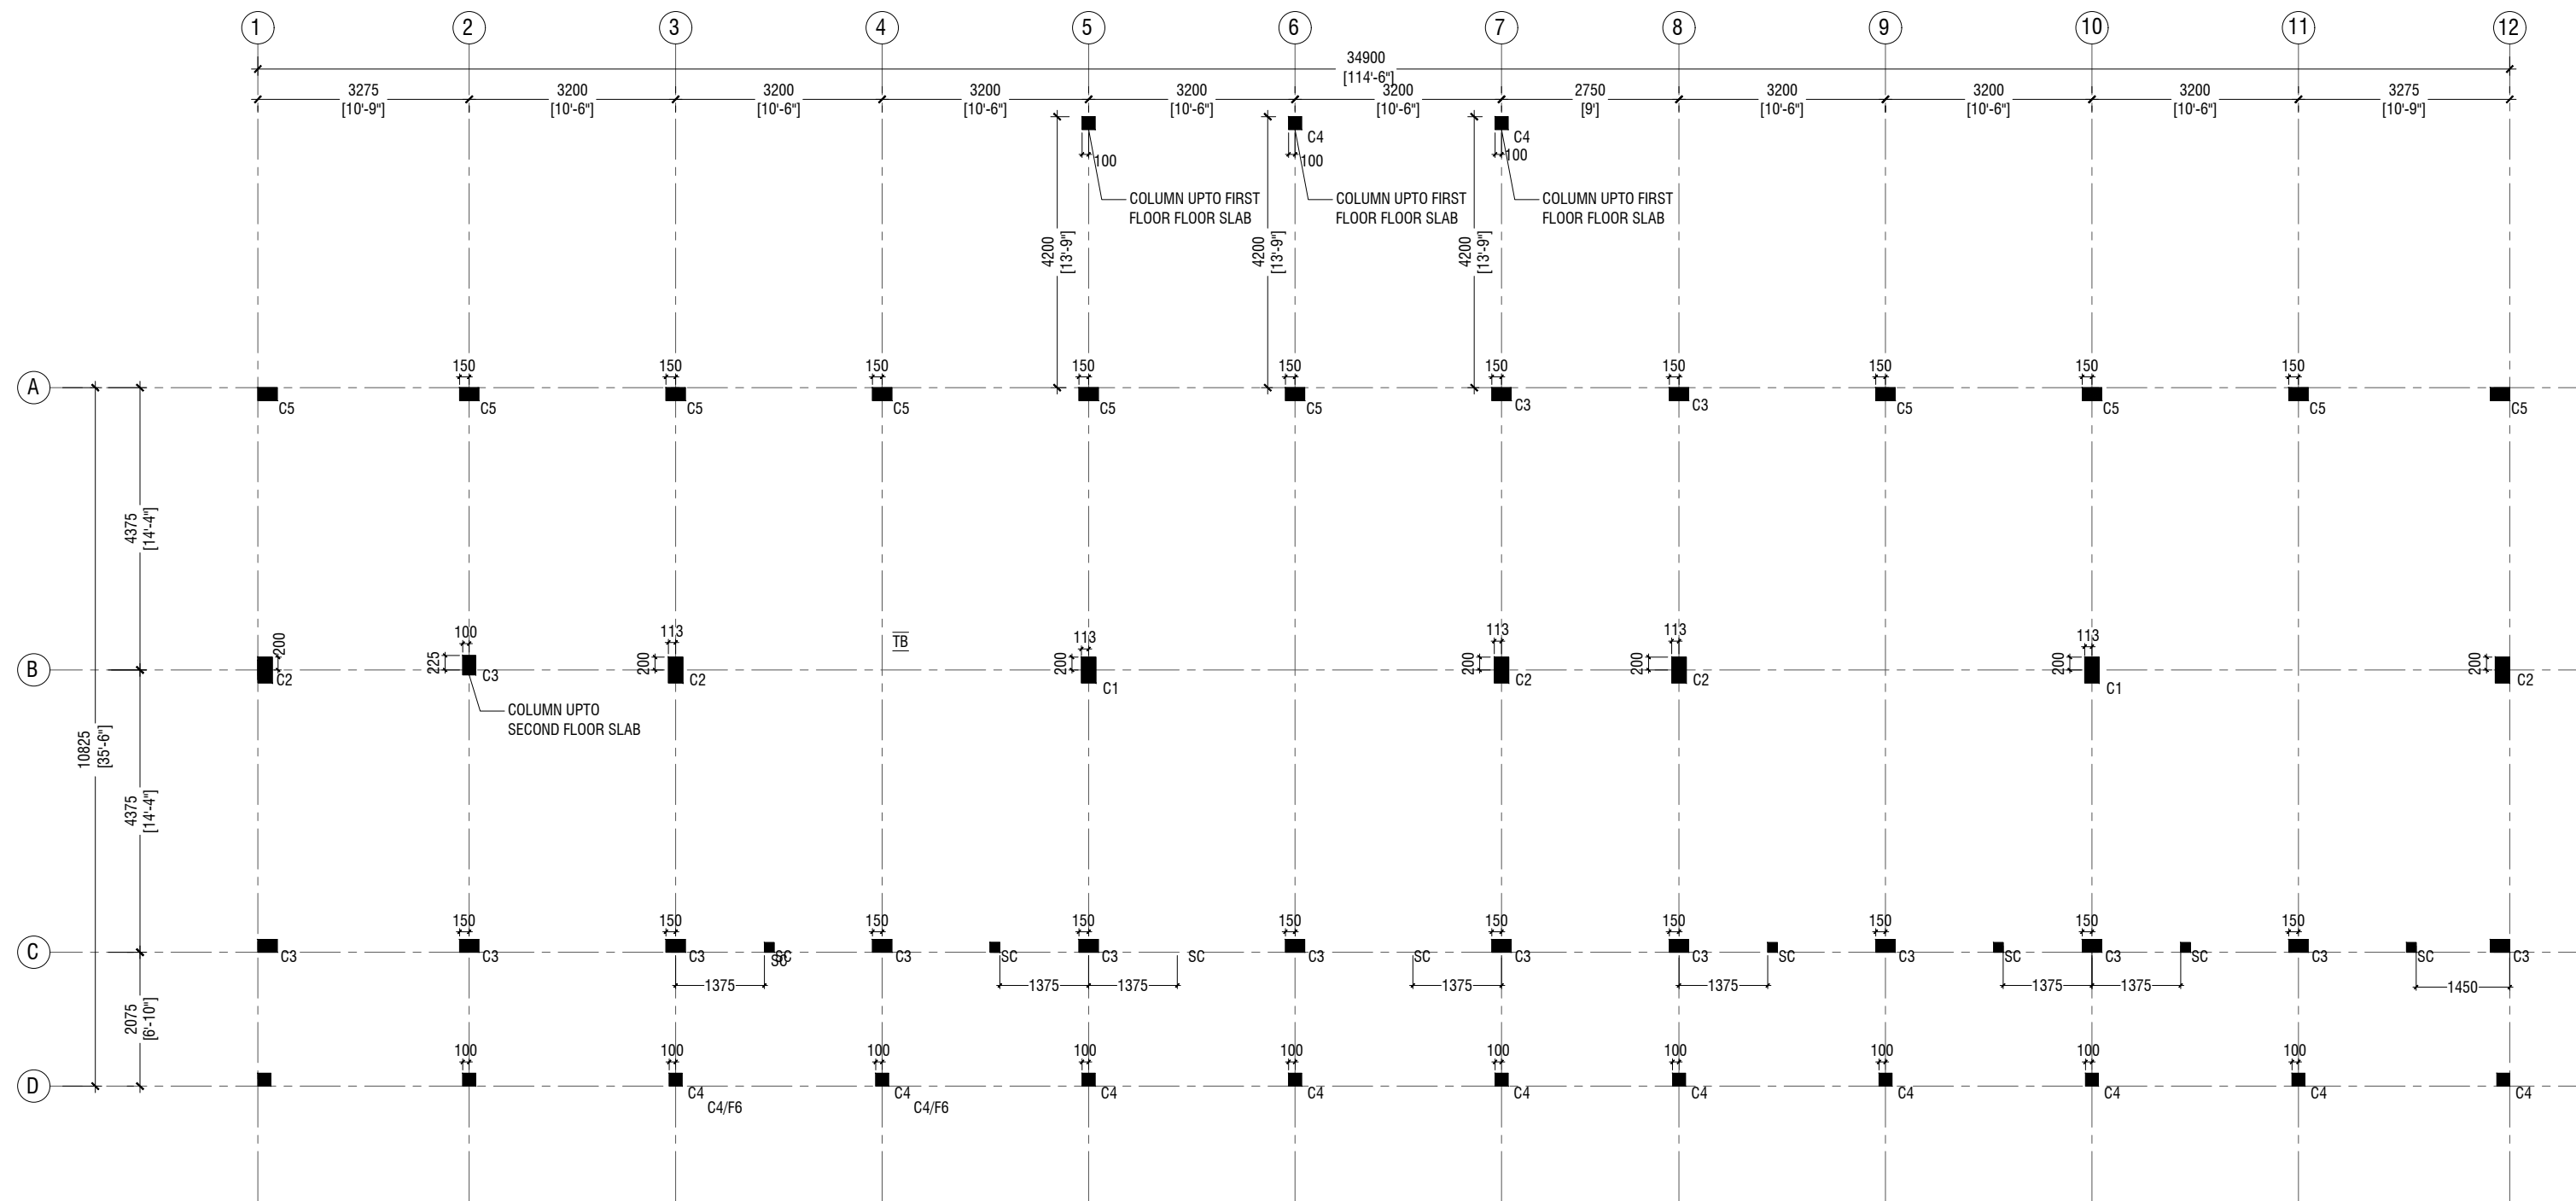 1 2 3 4 5 6 7 8 9 10 11 12
34900
[114'-6"]
3275 3200 3200 3200 3200 3200 2750 3200 3200 3200 3275
[10'-9"] [10'-6"] [10'-6"] [10'-6"] [10'-6"] [10'-6"] [9'] [10'-6"] [10'-6"] [10'-6"] [10'-9"]
C4 C4
100 100 100
COLUMN UPTO FIRST
FLOOR FLOOR SLAB
COLUMN UPTO FIRST
FLOOR FLOOR SLAB
COLUMN UPTO FIRST
FLOOR FLOOR SLAB
4200
[13'-9"]
4200
[13'-9"]
4200
[13'-9"]
150 150 150 150 150 150 150 150 150 150
A
C5 C5 C5 C5 C5 C5 C3 C3 C5 C5 C5 C5
4375
[14'-4"]
200 100 113 TB 113 113 113 113
B
225 200 200 200 200 200 200
C2 C3 C2 C1 C2 C2 C1 C2
COLUMN UPTO
SECOND FLOOR SLAB
10825
[35'-6"]
4375
[14'-4"]
150 150 150 150 150 150 150 150 150 150
C
C3 C3 C3 SC SC C3 SC C3 SC C3 SC C3 C3 SC C3 SC C3 SC C3 SC C3
1375 1375 1375 1375 1375 1375 1375 1450
2075
[6'-10"]
100 100 100 100 100 100 100 100 100 100
D
C4 C4 C4 C4 C4 C4 C4 C4 C4 C4
C4/F6 C4/F6